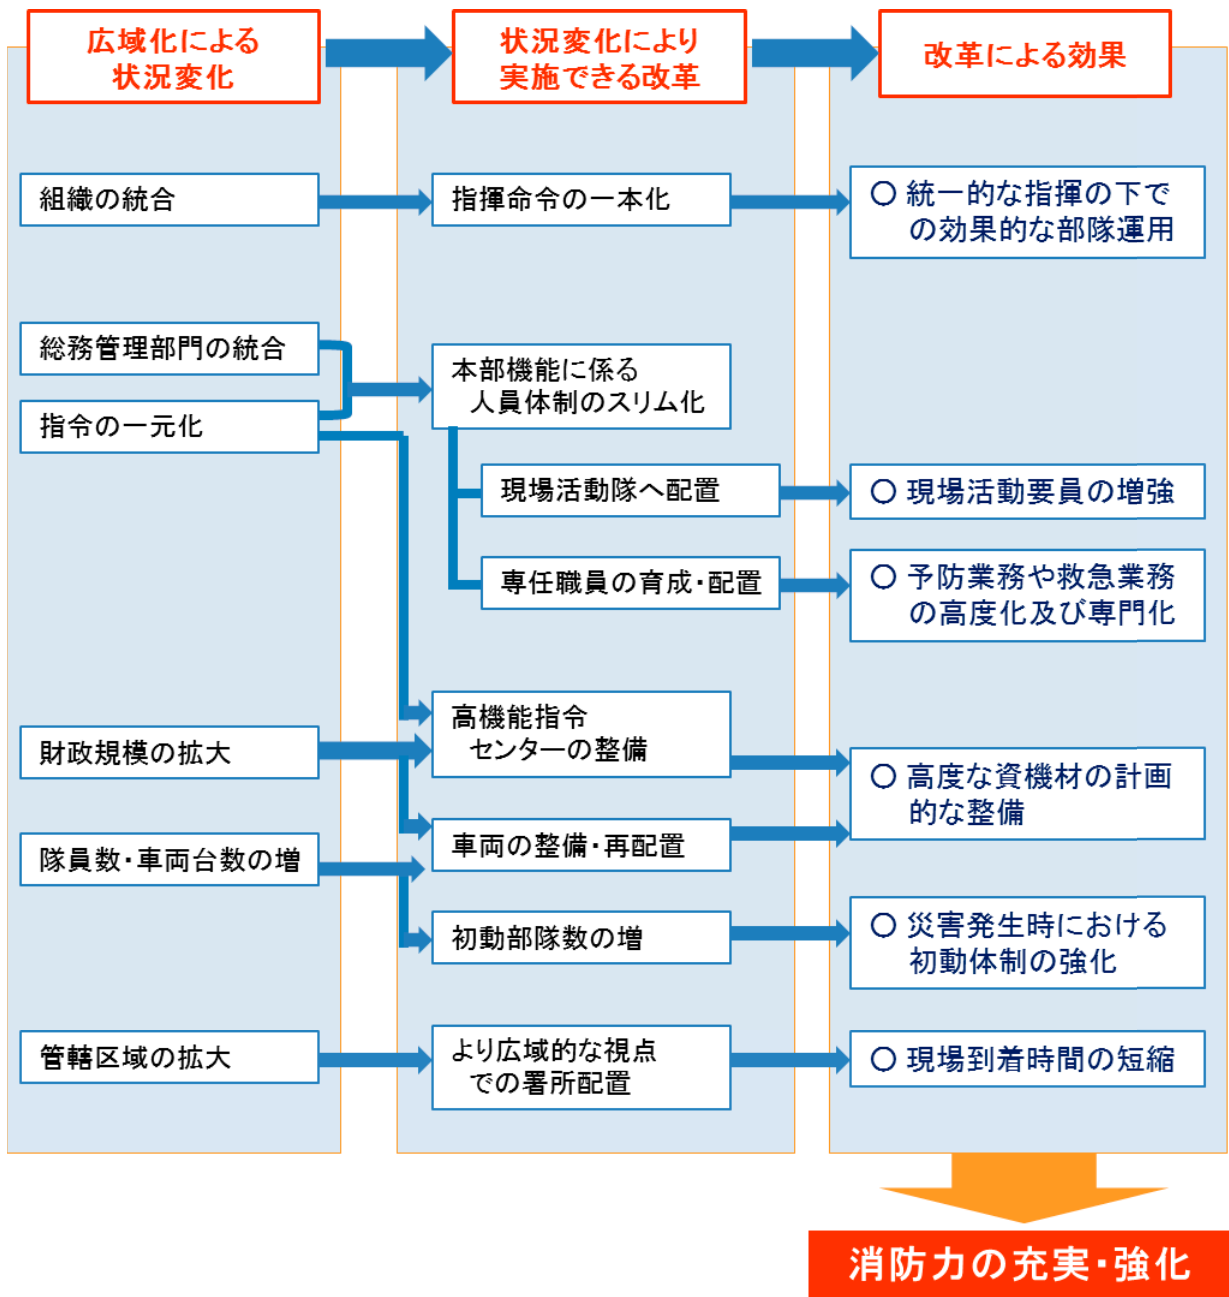 広域化による
状況変化
状況変化により
実施できる改革
改革による効果
組織の統合
指揮命令の一本化
○ 統一的な指揮の下で
の効果的な部隊運用
総務管理部門の統合
指令の一元化
本部機能に係る
人員体制のスリム化
現場活動隊へ配置
○ 現場活動要員の増強
専任職員の育成・配置
○ 予防業務や救急業務
の高度化及び専門化
財政規模の拡大
高機能指令
センターの整備
○ 高度な資機材の計画
的な整備
隊員数・車両台数の増
車両の整備・再配置
初動部隊数の増
○ 災害発生時における
初動体制の強化
管轄区域の拡大
より広域的な視点
での署所配置
○ 現場到着時間の短縮
消防力の充実・強化